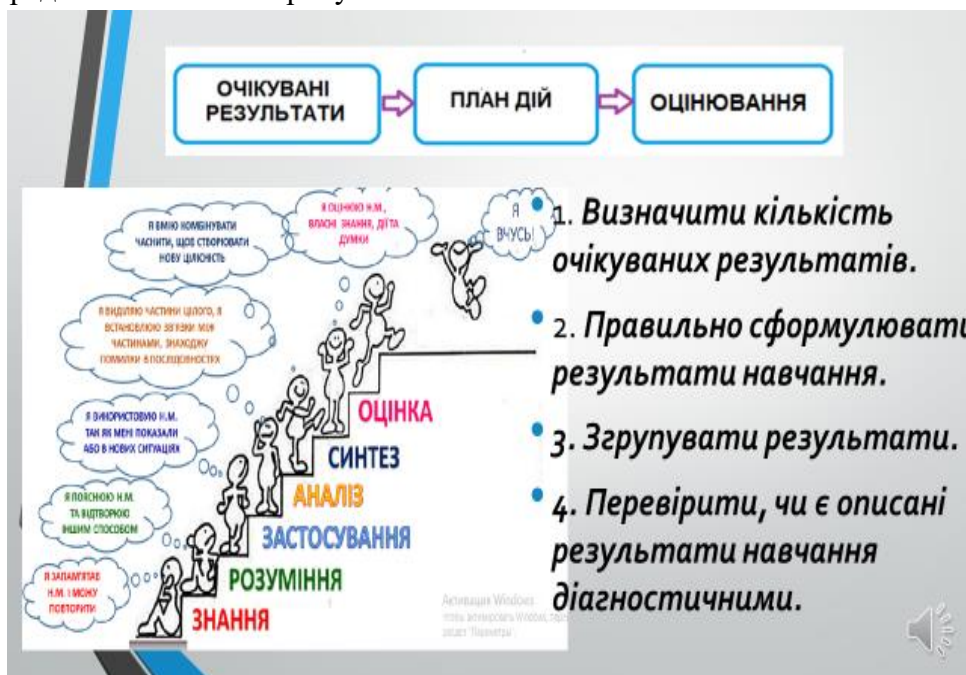 ОЧІКУВАНІ
РЕЗУЛЬТАТИ
ПЛАН ДІЙ
ОЦІНЮВАННЯ
Я ВМІЮ КОМБІНУВАТИ
ЧАСНИТИ, ЩОБ СТВОРЮВАТИ
НОВУ ЦІЛІСНІСТЬ
Я ОЦІНЮЮ Н.М.,
ВЛАСНІ ЗНАННЯ, ДІЇ ТА
ДУМКИ
Я
ВЧУСЬ!
Я ВИДІЛЯЮ ЧАСТИНИ ЦІЛОГО, Я
ВСТАНОВЛЮЮ ЗВ'ЯЗКИ МІЖ
ЧАСТИНАМИ, ЗНАХОДЖУ
ПОМИЛКИ В ПОСЛІДОВНОСТЯХ
Я ВИКОРИСТОВУЮ Н.М.
ТАК ЯК МЕНІ ПОКАЗАЛИ
АБО В НОВИХ СИТУАЦІЯХ
Я ПОЯСНЮЮ Н.М.
ТА ВІДТВОРЮЮ
ІНШИМ СПОСОБОМ
Я ЗАПАМ'ЯТАВ
Н.М. І МОЖУ
ПОВТОРИТИ
ОЦІНКА
СИНТЕЗ
АНАЛІЗ
ЗАСТОСУВАННЯ
РОЗУМІННЯ
ЗНАННЯ
Активация Windows
1. Визначити кількість
очікуваних результатів.
2. Правильно сформулювати
результати навчання.
3. Згрупувати результати.
4. Перевірити, чи є описані
результати навчання
діагностичними.